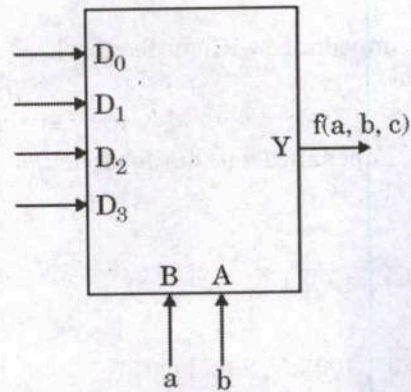 D₀
D₁
D₂
D₃
Y
f(a, b, c)
B A
a b